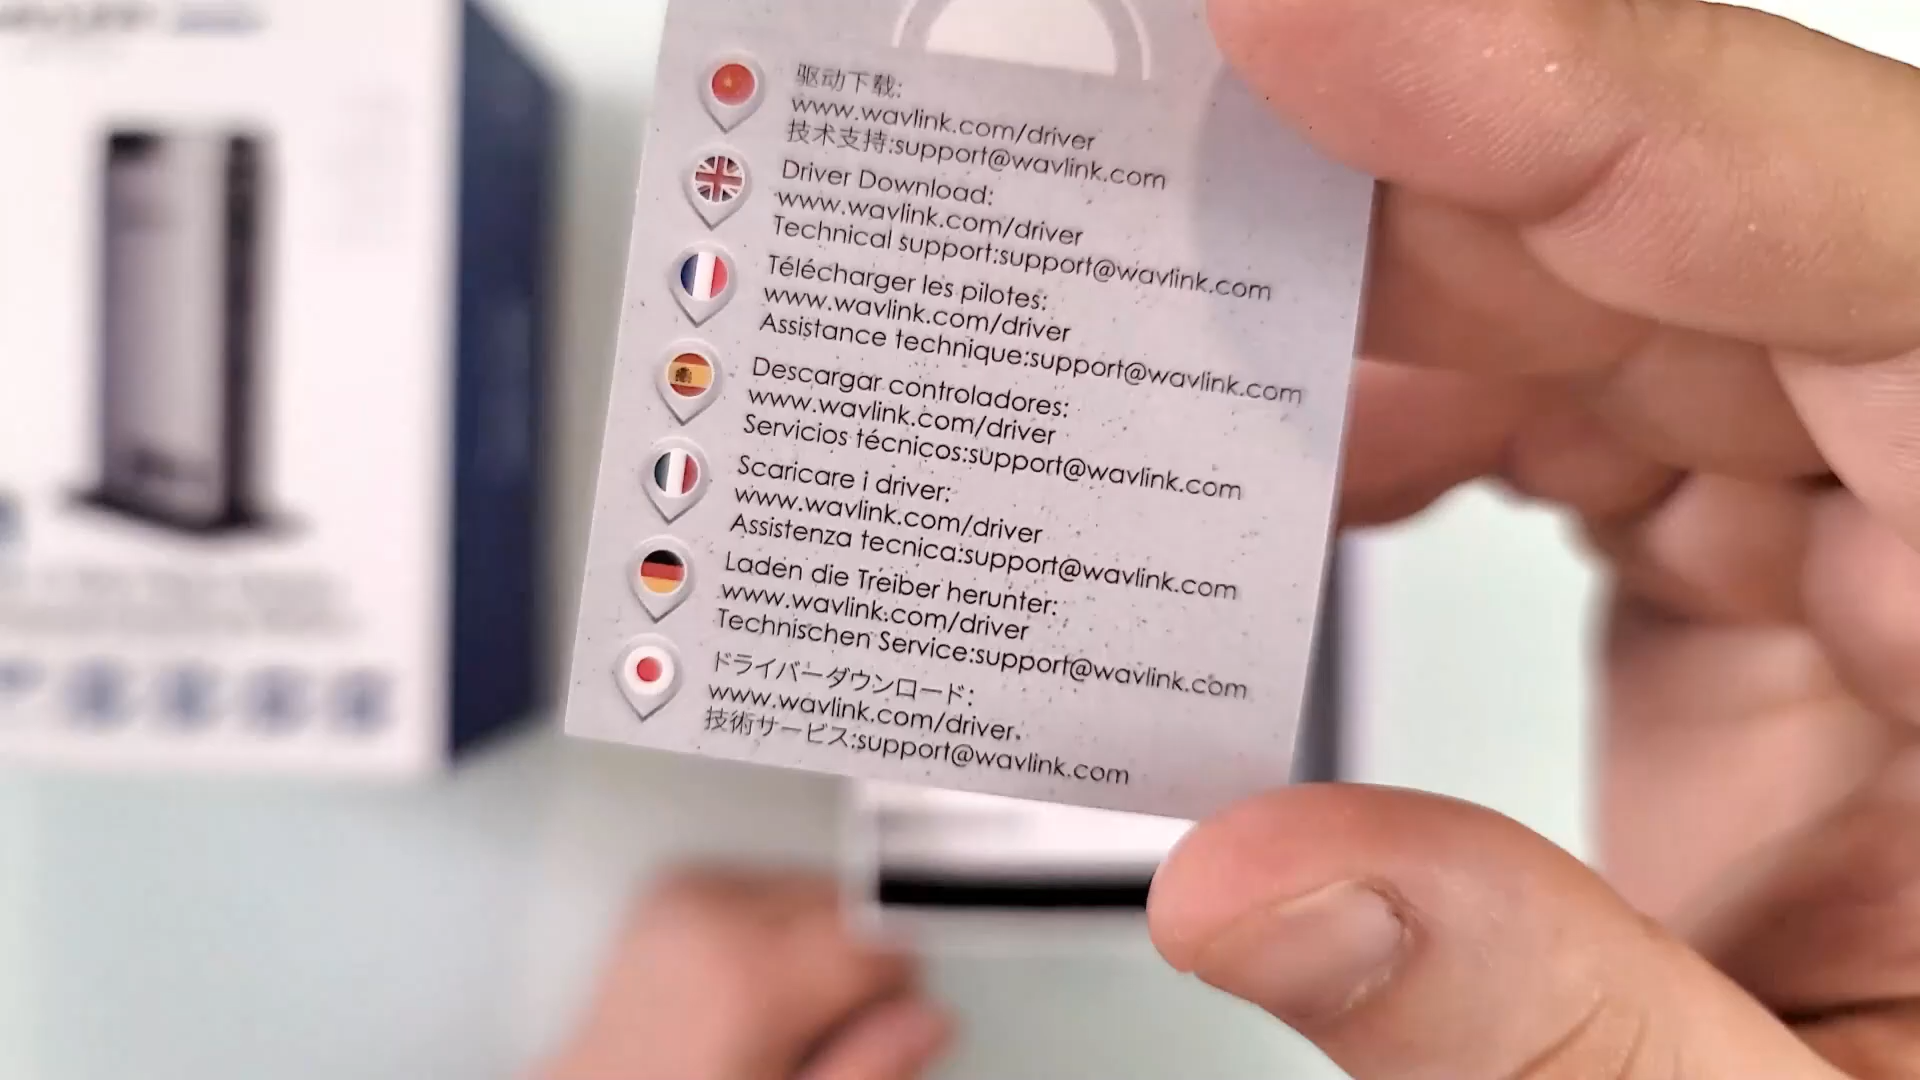 驱动下载:
www.wavlink.com/driver
技术支持:support@wavlink.com
Driver Download:
www.wavlink.com/driver
Technical support:support@wavlink.com
Télécharger les pilotes:
www.wavlink.com/driver
Assistance technique:support@wavlink.com
Descargar controladores:
www.wavlink.com/driver
Servicios técnicos:support@wavlink.com
Scaricare i driver:
www.wavlink.com/driver
Assistenza tecnica:support@wavlink.com
Laden die Treiber herunter:
www.wavlink.com/driver
Technischen Service:support@wavlink.com
ドライバーダウンロード:
www.wavlink.com/driver.
技術サービス:support@wavlink.com